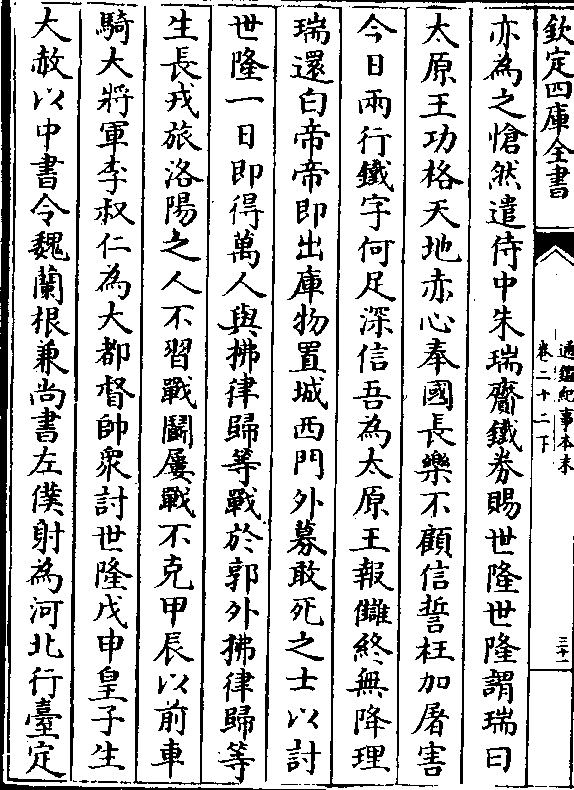 欽定四庫全書
通鑑紀事本末
卷二十二下
三十一
亦為之愴然遣侍中朱瑞齎鐵券賜世隆世隆謂瑞曰
太原王功格天地赤心奉國長樂不顧信誓枉加屠害
今日兩行鐵字何足深信吾為太原王報讎終無降理
瑞還白帝帝即出庫物置城西門外募敢死之士以討
世隆一日即得萬人與拂律歸等戰於郭外拂律歸等
生長戎旅洛陽之人不習戰鬭屢戰不克甲辰以前車
騎大將軍李叔仁為大都督帥衆討世隆戊申皇子生
大赦以中書令魏蘭根兼尚書左僕射為河北行臺定